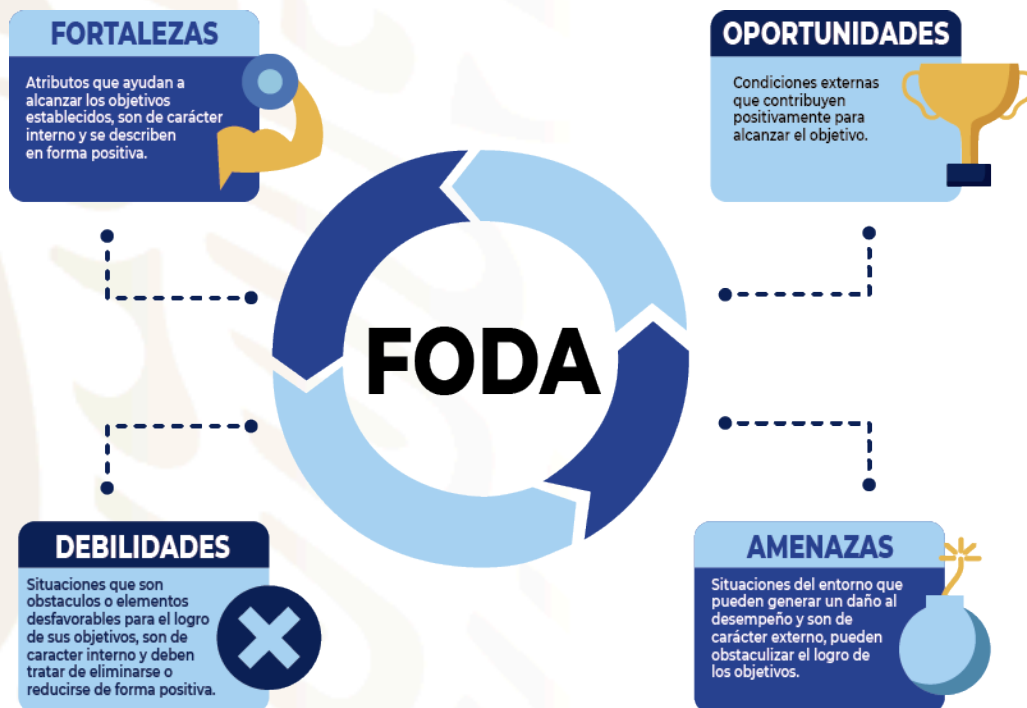 FORTALEZAS
Atributos que ayudan a
alcanzar los objetivos
establecidos, son de carácter
interno y se describen
en forma positiva.
OPORTUNIDADES
Condiciones externas
que contribuyen
positivamente para
alcanzar el objetivo.
FODA
DEBILIDADES
Situaciones que son
obstaculos o elementos
desfavorables para el logro
de sus objetivos, son de
caracter interno y deben
tratar de eliminarse o
reducirse de forma positiva.
AMENAZAS
Situaciones del entorno que
pueden generar un daño al
desempeño y son de
carácter externo, pueden
obstaculizar el logro de
los objetivos.